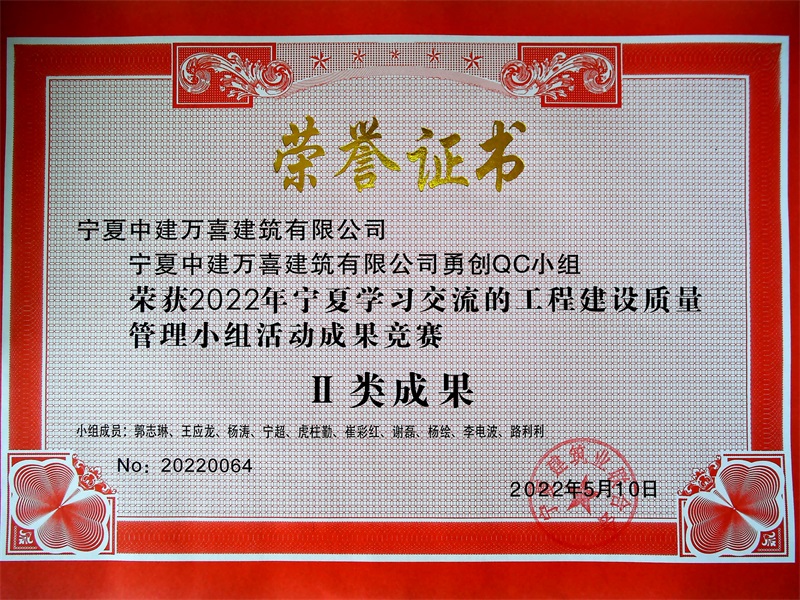 荣誉证书
宁夏中建万喜建筑有限公司
宁夏中建万喜建筑有限公司勇创QC小组
荣获2022年宁夏学习交流的工程建设质量
管理小组活动成果竞赛
Ⅱ类成果
小组成员：郭志琳、王应龙、杨涛、宁超、虎柱勤、崔彩红、谢磊、杨绘、李电波、路利利
No：20220064
2022年5月10日